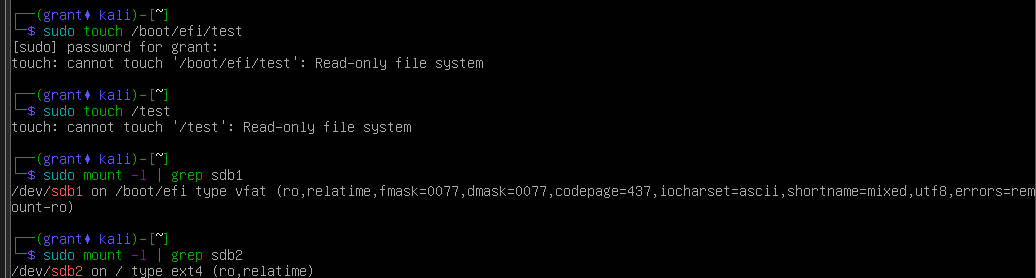 ┌──(grant♦ kali)-[~]
└─$ sudo touch /boot/efi/test
[sudo] password for grant:
touch: cannot touch '/boot/efi/test': Read-only file system
┌──(grant♦ kali)-[~]
└─$ sudo touch /test
touch: cannot touch '/test': Read-only file system
┌──(grant♦ kali)-[~]
└─$ sudo mount -l | grep sdb1
/dev/sdb1 on /boot/efi type vfat (ro,relatime,fmask=0077,dmask=0077,codepage=437,iocharset=ascii,shortname=mixed,utf8,errors=rem
ount-ro)
┌──(grant♦ kali)-[~]
└─$ sudo mount -l | grep sdb2
/dev/sdb2 on / type ext4 (ro,relatime)